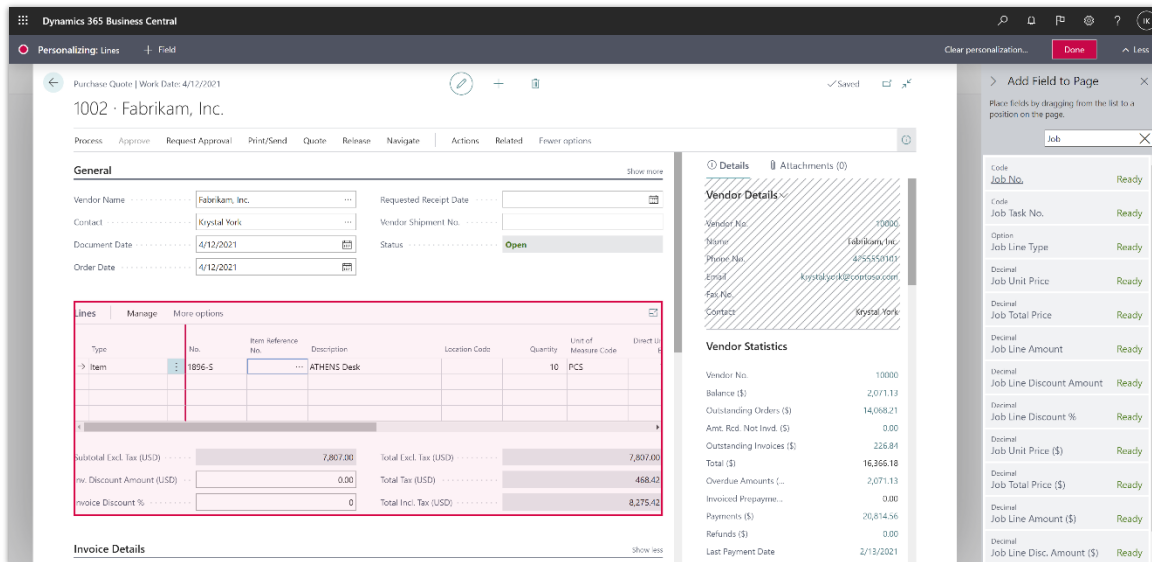 Dynamics 365 Business Central
?
IK
Personalizing: Lines
+ Field
Clear personalization...
Done
Less
Purchase Quote | Work Date: 4/12/2021
Saved
1002 · Fabrikam, Inc.
Process Approve Request Approval Print/Send Quote Release Navigate Actions Related Fewer options
General
Show more
Vendor Name Fabrikam, Inc.
Requested Receipt Date
Contact Krystal York
Vendor Shipment No.
Document Date 4/12/2021
Status Open
Order Date 4/12/2021
Lines Manage More options
Type
No.
Item Reference No.
Description
Location Code
Quantity
Unit of Measure Code
Direct
Item 1896-S ATHENS Desk 10 PCS
Subtotal Excl. Tax (USD) 7,807.00
Total Excl. Tax (USD) 7,807.00
Inv. Discount Amount (USD) 0.00
Total Tax (USD) 468.42
Invoice Discount % 0
Total Incl. Tax (USD) 8,275.42
Invoice Details
Show less
Details
Attachments (0)
Vendor Details
Vendor No. 10000
Name Fabrikam, Inc.
Phone No. 4255550101
Email krystal.york@contoso.com
Fax No.
Contact Krystal York
Vendor Statistics
Vendor No. 10000
Balance ($) 2,071.13
Outstanding Orders ($) 14,068.21
Amt. Rcd. Not Invd. ($) 0.00
Outstanding Invoices ($) 226.84
Total ($) 16,366.18
Overdue Amounts (... 2,071.13
Invoiced Prepayme... 0.00
Payments ($) 20,814.56
Refunds ($) 0.00
Last Payment Date 2/13/2021
Add Field to Page
Place fields by dragging from the list to a
position on the page.
Job
Code
Job No. Ready
Code
Job Task No. Ready
Option
Job Line Type Ready
Decimal
Job Unit Price Ready
Decimal
Job Total Price Ready
Decimal
Job Line Amount Ready
Decimal
Job Line Discount Amount Ready
Decimal
Job Line Discount % Ready
Decimal
Job Unit Price ($) Ready
Decimal
Job Total Price ($) Ready
Decimal
Job Line Amount ($) Ready
Decimal
Job Line Disc. Amount ($) Ready